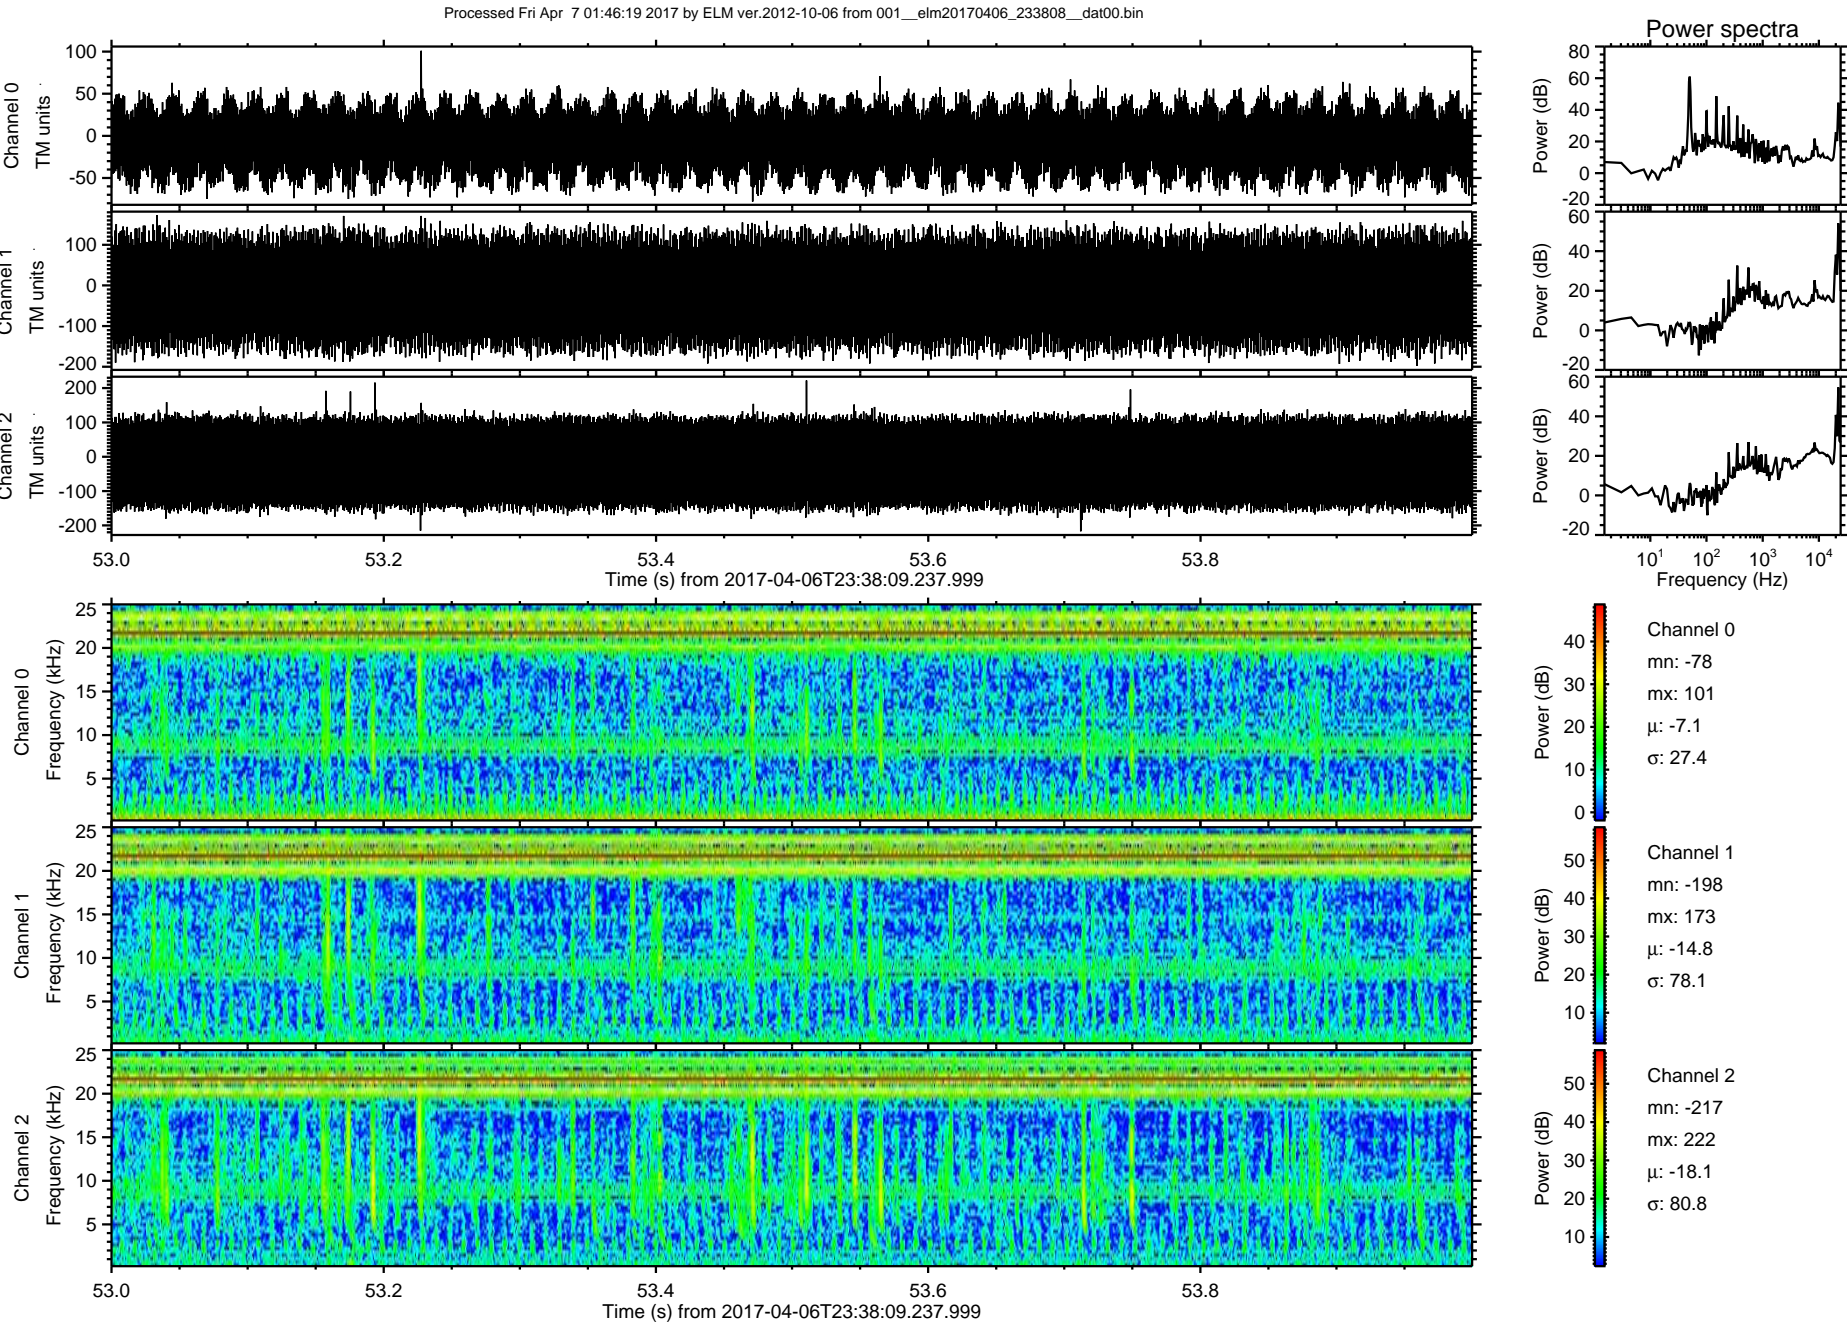 Processed Fri Apr  7 01:46:19 2017 by ELM ver.2012-10-06 from 001__elm20170406_233808__dat00.bin
Power spectra
Channel 0
TM units
100
50
0
-50
Power (dB)
80
60
40
20
0
-20
Channel 1
TM units
100
0
-100
-200
Power (dB)
60
40
20
0
-20
Channel 2
TM units
200
100
0
-100
-200
Power (dB)
60
40
20
0
-20
53.0 53.2 53.4 53.6 53.8
Time (s) from 2017-04-06T23:38:09.237.999
10^1 10^2 10^3 10^4
Frequency (Hz)
Channel 0
Frequency (kHz)
25
20
15
10
5
Power (dB)
40
30
20
10
0
Channel 0
mn: -78
mx: 101
μ: -7.1
σ: 27.4
Channel 1
Frequency (kHz)
25
20
15
10
5
Power (dB)
50
40
30
20
10
Channel 1
mn: -198
mx: 173
μ: -14.8
σ: 78.1
Channel 2
Frequency (kHz)
25
20
15
10
5
Power (dB)
50
40
30
20
10
Channel 2
mn: -217
mx: 222
μ: -18.1
σ: 80.8
53.0 53.2 53.4 53.6 53.8
Time (s) from 2017-04-06T23:38:09.237.999